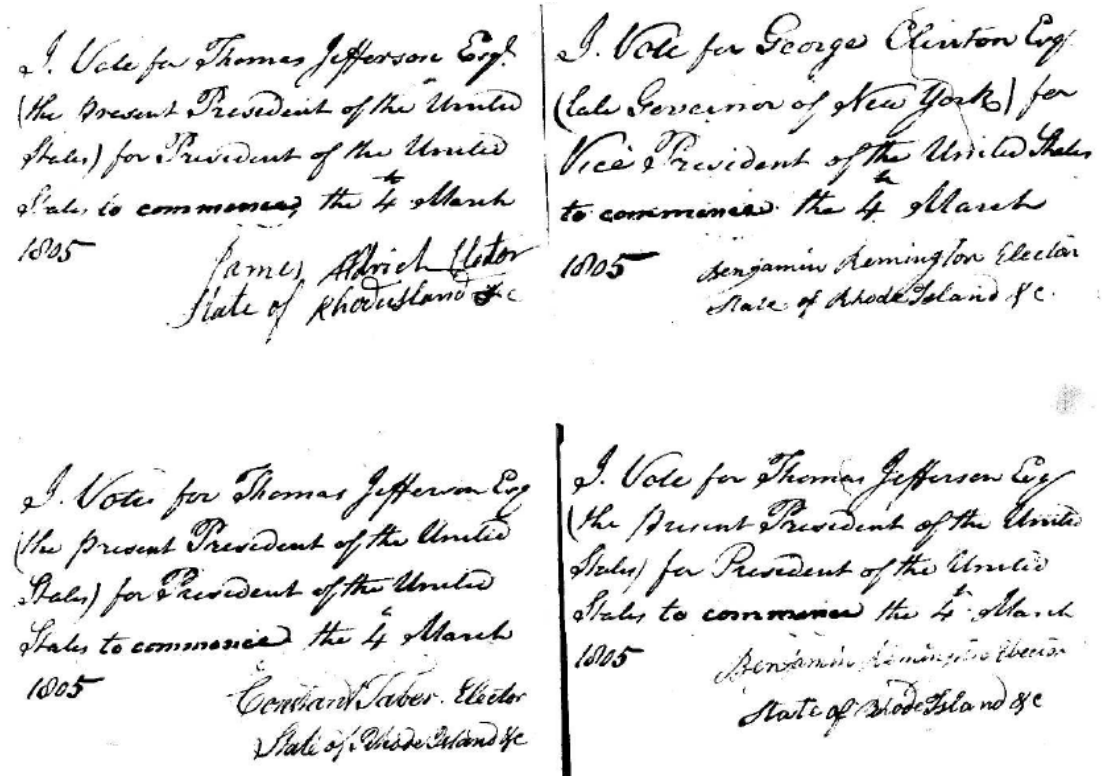 I. Vote for Thomas Jefferson Esqr.
(the present President of the United
States) for President of the United
States to commence, the 4th March
1805
James Aldrich Elector
State of Rhode Island &c
I. Vote for George Clinton Esqr
(late Governor of New York) for
Vice President of the United States
to commence the 4th March
1805
Benjamin Remington Elector
State of Rhode Island &c.
I. Vote for Thomas Jefferson Esq
(the present President of the United
States) for President of the United
States to commence the 4th March
1805
Constant Taber. Elector
State of Rhode Island &c
I. Vote for Thomas Jefferson Esq
(the present President of the United
States) for President of the United
States to commence the 4th March
1805
Benjamin Remington Elector
State of Rhode Island &c